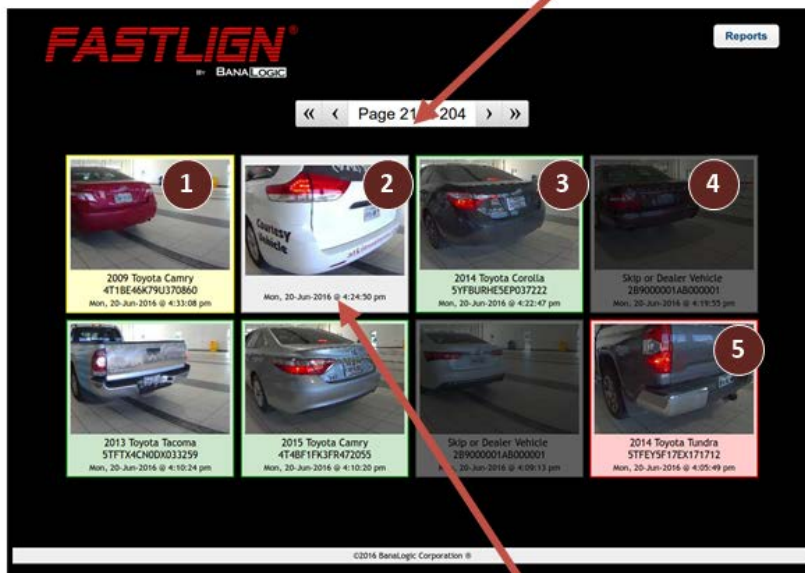 FASTLIGN®
BY BANALOGIC
Reports
« ‹ Page 21 204 › »
1
2
3
4
Courtesy
Vehicle
2009 Toyota Camry
4T1BE46K79U370860
Mon, 20-Jun-2016 @ 4:33:08 pm
Mon, 20-Jun-2016 @ 4:24:50 pm
2014 Toyota Corolla
5YFBURHE5EP037222
Mon, 20-Jun-2016 @ 4:22:47 pm
Skip or Dealer Vehicle
2B9000001AB000001
Mon, 20-Jun-2016 @ 4:19:55 pm
5
2013 Toyota Tacoma
5TFTX4CN0DX033259
Mon, 20-Jun-2016 @ 4:10:24 pm
2015 Toyota Camry
4T4BF1FK3FR472055
Mon, 20-Jun-2016 @ 4:10:20 pm
Skip or Dealer Vehicle
2B9000001AB000001
Mon, 20-Jun-2016 @ 4:09:13 pm
2014 Toyota Tundra
5TFEY5F17EX171712
Mon, 20-Jun-2016 @ 4:05:49 pm
©2016 BanaLogic Corporation ®